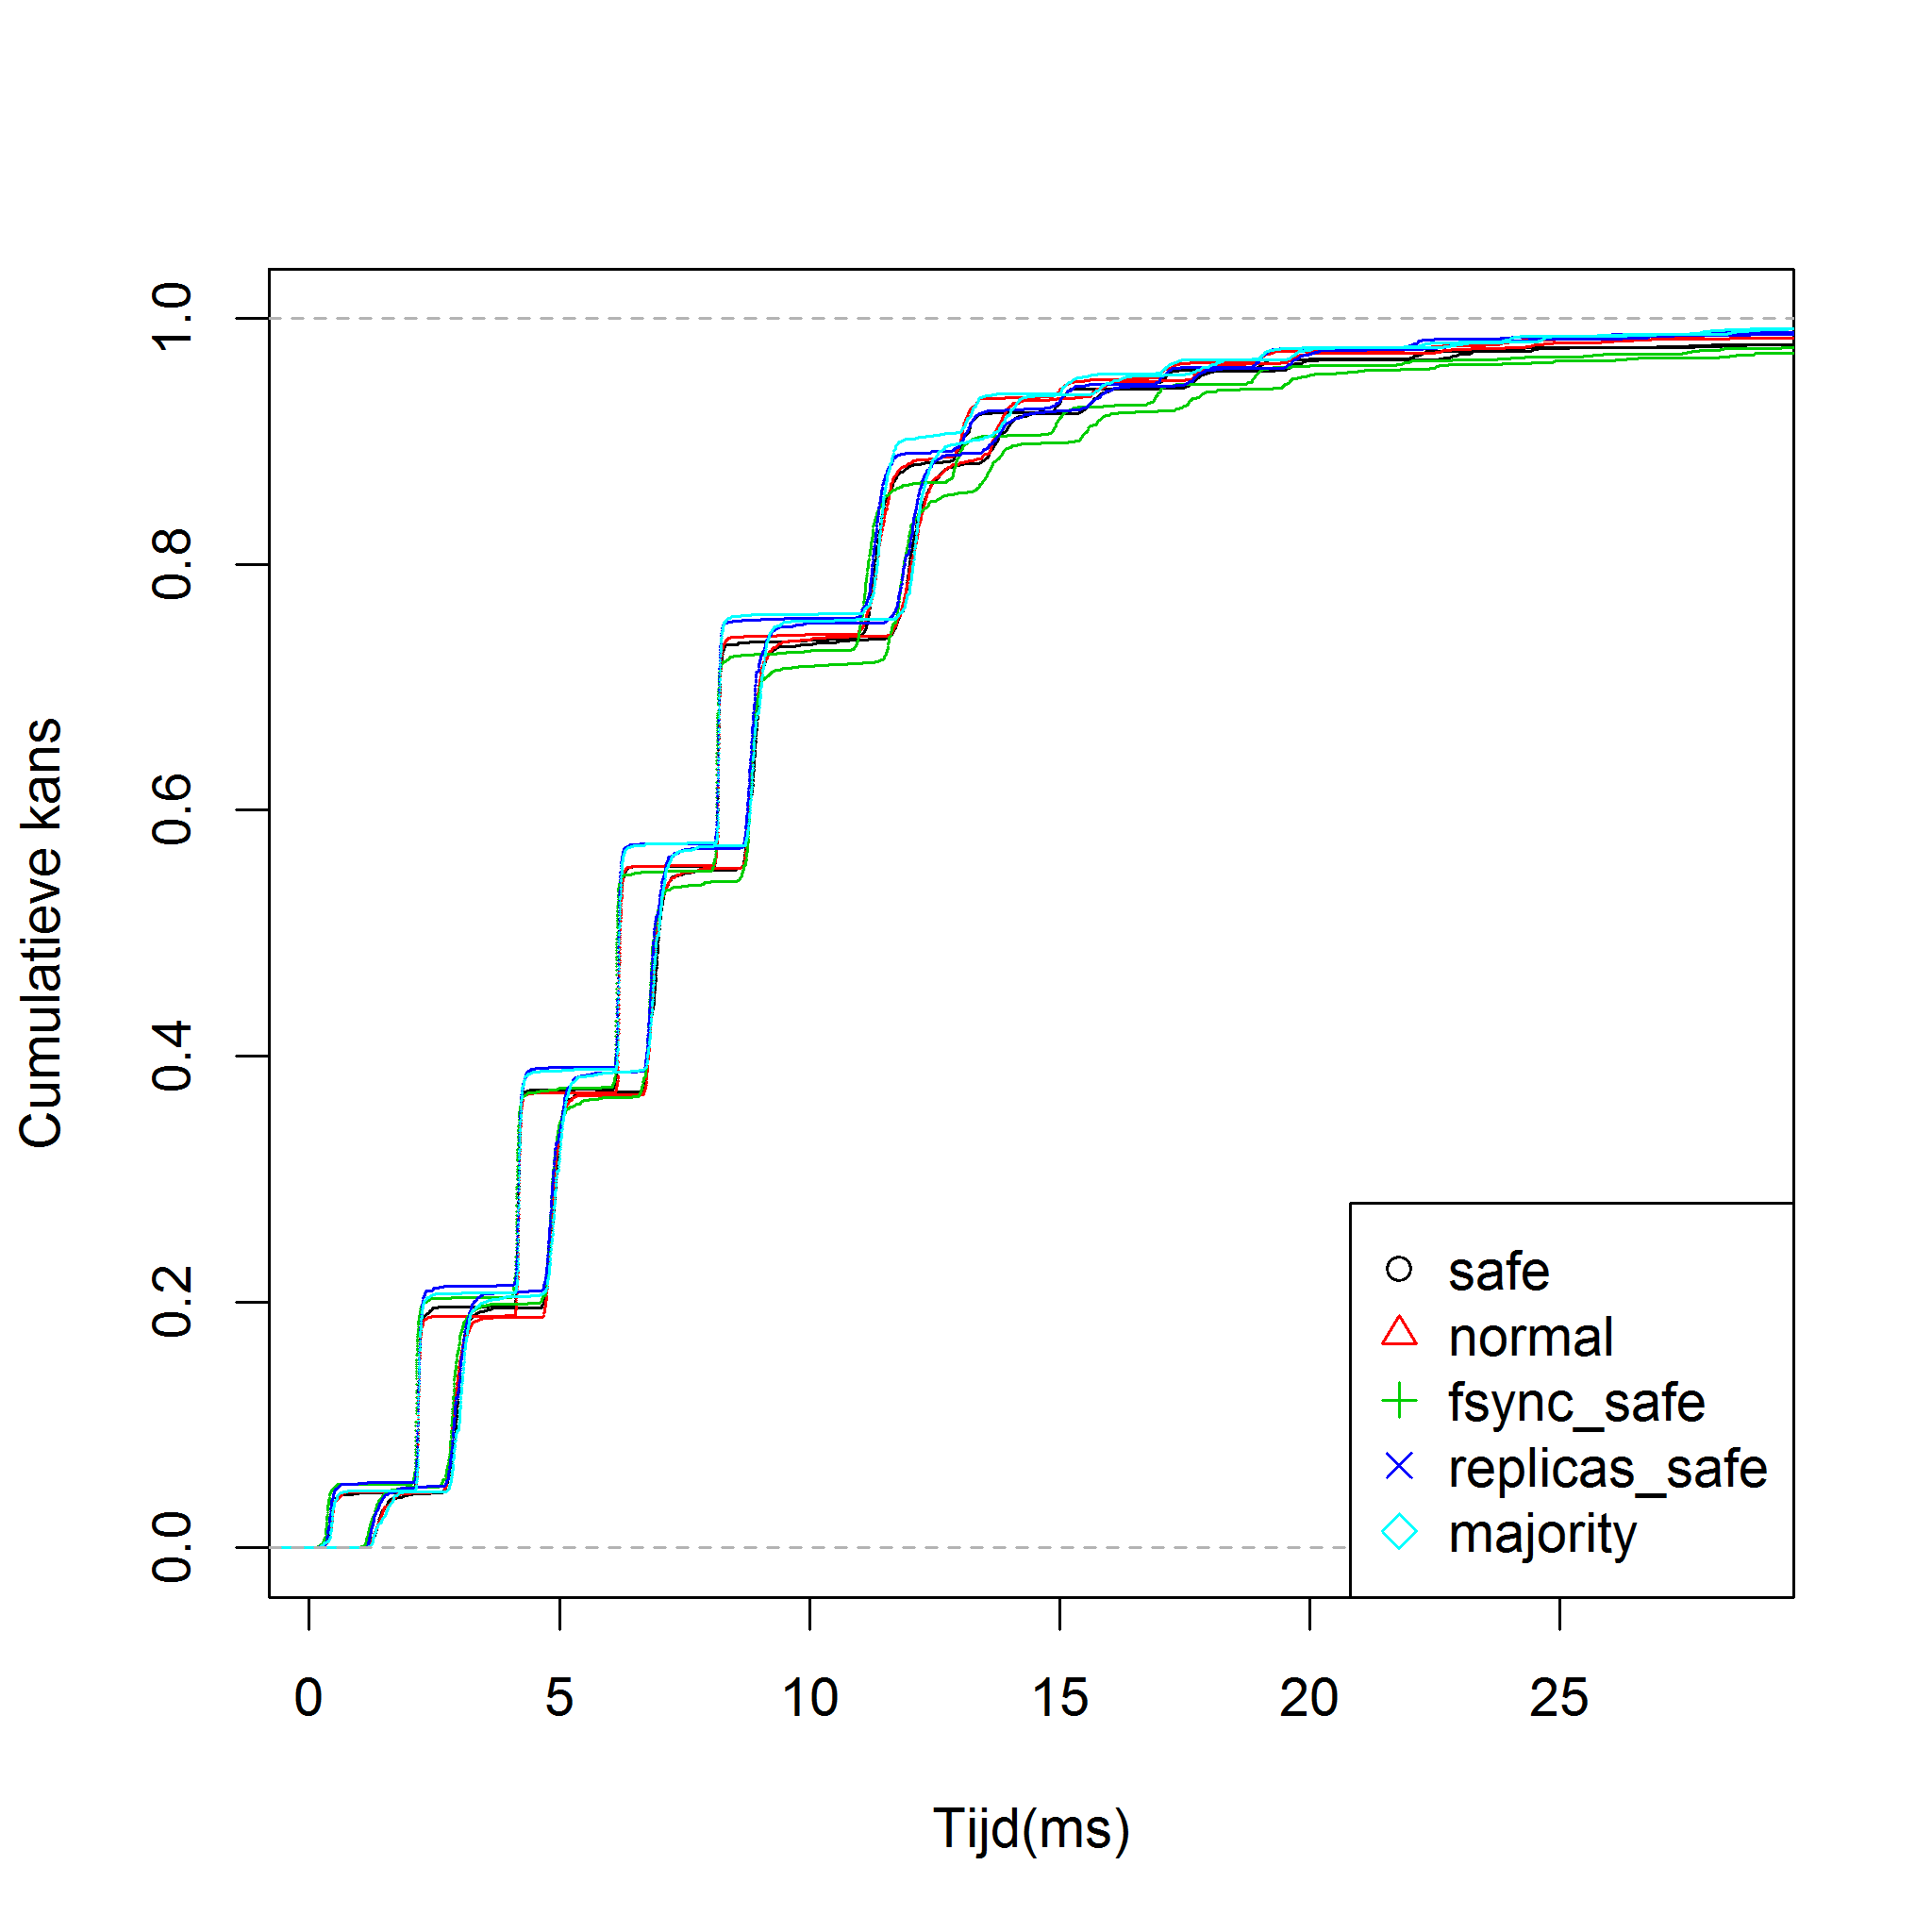 1.0
0.8
0.6
0.4
0.2
0.0
Cumulatieve kans
0 5 10 15 20 25
Tijd(ms)
safe
normal
fsync_safe
replicas_safe
majority